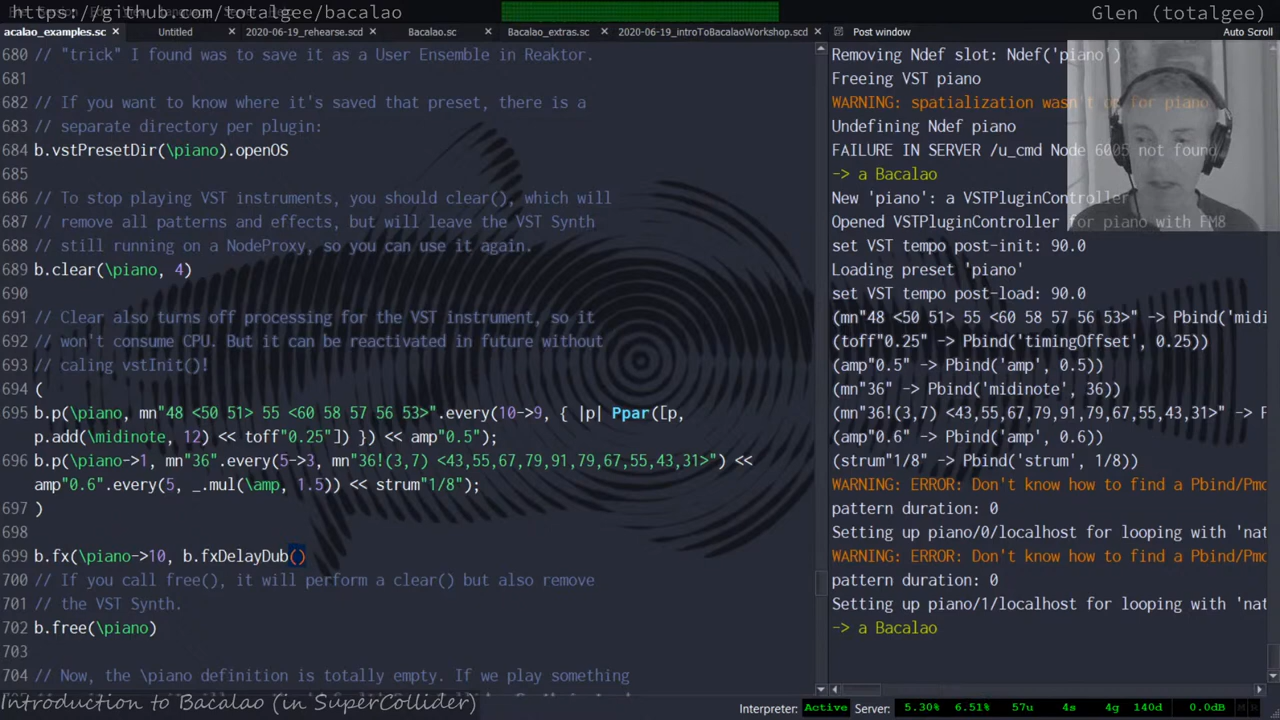 https://github.com/totalgee/bacalao
Glen (totalgee)
acalao_examples.sc
Untitled
2020-06-19_rehearse.scd
Bacalao.sc
Bacalao_extras.sc
2020-06-19_introToBacalaoWorkshop.scd
Post window
Auto Scroll
680 // "trick" I found was to save it as a User Ensemble in Reaktor.
681
682 // If you want to know where it's saved that preset, there is a
683 // separate directory per plugin:
684 b.vstPresetDir(\piano).openOS
685
686 // To stop playing VST instruments, you should clear(), which will
687 // remove all patterns and effects, but will leave the VST Synth
688 // still running on a NodeProxy, so you can use it again.
689 b.clear(\piano, 4)
690
691 // Clear also turns off processing for the VST instrument, so it
692 // won't consume CPU. But it can be reactivated in future without
693 // caling vstInit()!
694 (
695 b.p(\piano, mn"48 <50 51> 55 <60 58 57 56 53>".every(10->9, { |p| Ppar([p,
p.add(\midinote, 12) << toff"0.25"]) }) << amp"0.5");
696 b.p(\piano->1, mn"36".every(5->3, mn"36!(3,7) <43,55,67,79,91,79,67,55,43,31>") <<
amp"0.6".every(5, _.mul(\amp, 1.5)) << strum"1/8");
697 )
698
699 b.fx(\piano->10, b.fxDelayDub()
700 // If you call free(), it will perform a clear() but also remove
701 // the VST Synth.
702 b.free(\piano)
703
704 // Now, the \piano definition is totally empty. If we play something
Removing Ndef slot: Ndef('piano')
Freeing VST piano
WARNING: spatialization wasn't on for piano
Undefining Ndef piano
FAILURE IN SERVER /u_cmd Node 6005 not found
-> a Bacalao
New 'piano': a VSTPluginController
Opened VSTPluginController for piano with FM8
set VST tempo post-init: 90.0
Loading preset 'piano'
set VST tempo post-load: 90.0
(mn"48 <50 51> 55 <60 58 57 56 53>" -> Pbind('midi
(toff"0.25" -> Pbind('timingOffset', 0.25))
(amp"0.5" -> Pbind('amp', 0.5))
(mn"36" -> Pbind('midinote', 36))
(mn"36!(3,7) <43,55,67,79,91,79,67,55,43,31>" -> P
(amp"0.6" -> Pbind('amp', 0.6))
(strum"1/8" -> Pbind('strum', 1/8))
WARNING: ERROR: Don't know how to find a Pbind/Pmo
pattern duration: 0
Setting up piano/0/localhost for looping with 'nat
WARNING: ERROR: Don't know how to find a Pbind/Pmo
pattern duration: 0
Setting up piano/1/localhost for looping with 'nat
-> a Bacalao
Introduction to Bacalao (in SuperCollider)
Interpreter: Active Server: 5.30% 6.51% 57u 4s 4g 140d 0.0dB M R